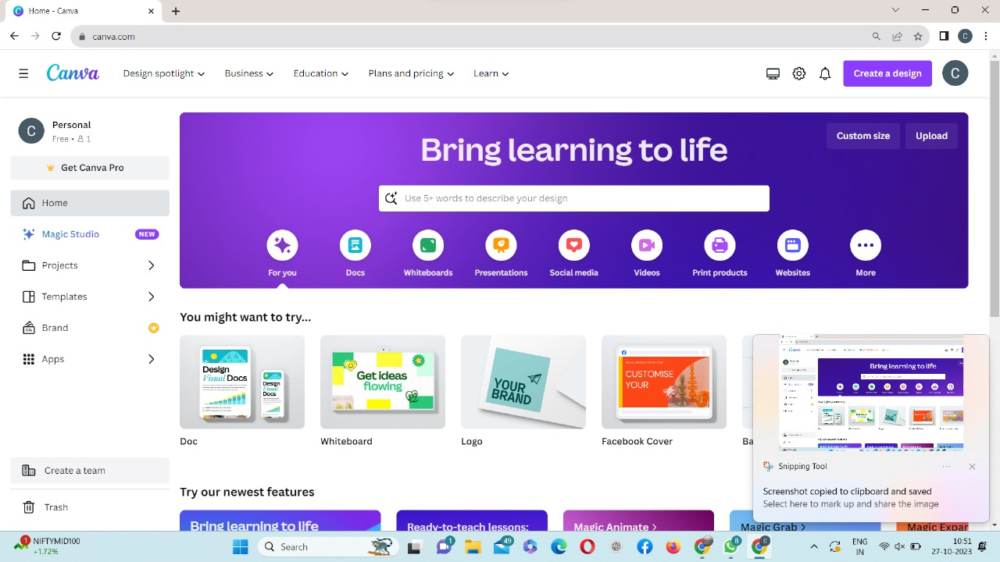 Home - Canva
canva.com
C
Canva
Design spotlight
Business
Education
Plans and pricing
Learn
Create a design
C
C
Personal
Free • 1
Get Canva Pro
Home
Magic Studio
NEW
Projects
Templates
Brand
Apps
Create a team
Trash
Custom size
Upload
Bring learning to life
Use 5+ words to describe your design
For you
Docs
Whiteboards
Presentations
Social media
Videos
Print products
Websites
More
You might want to try...
Design
Visual Docs
Design
Visual Docs
Get ideas
flowing
YOUR
BRAND
CUSTOMISE
YOUR
Doc
Whiteboard
Logo
Facebook Cover
Ba
Bring learning to life
Snipping Tool
Screenshot copied to clipboard and saved
Select here to mark up and share the image
Try our newest features
Bring learning to life
Ready-to-teach lessons:
Magic Animate
Magic Grab
Magic Expan
1
NIFTYMID100
+1.72%
Search
1
49
8
C
ENG
IN
10:51
27-10-2023